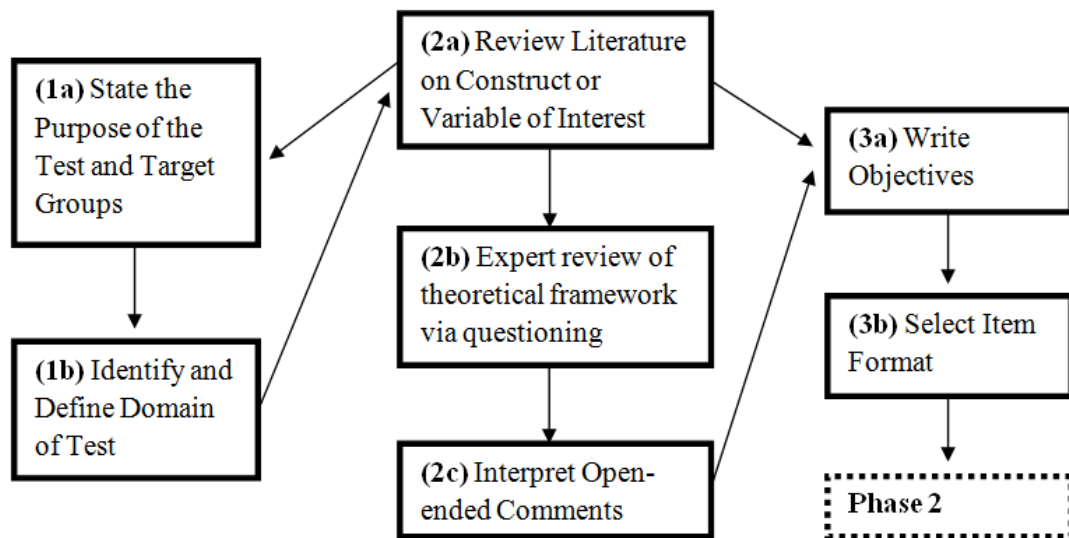 (1a) State the
Purpose of the
Test and Target
Groups
(1b) Identify and
Define Domain
of Test
(2a) Review Literature
on Construct or
Variable of Interest
(2b) Expert review of
theoretical framework
via questioning
(2c) Interpret Open-
ended Comments
(3a) Write
Objectives
(3b) Select Item
Format
Phase 2